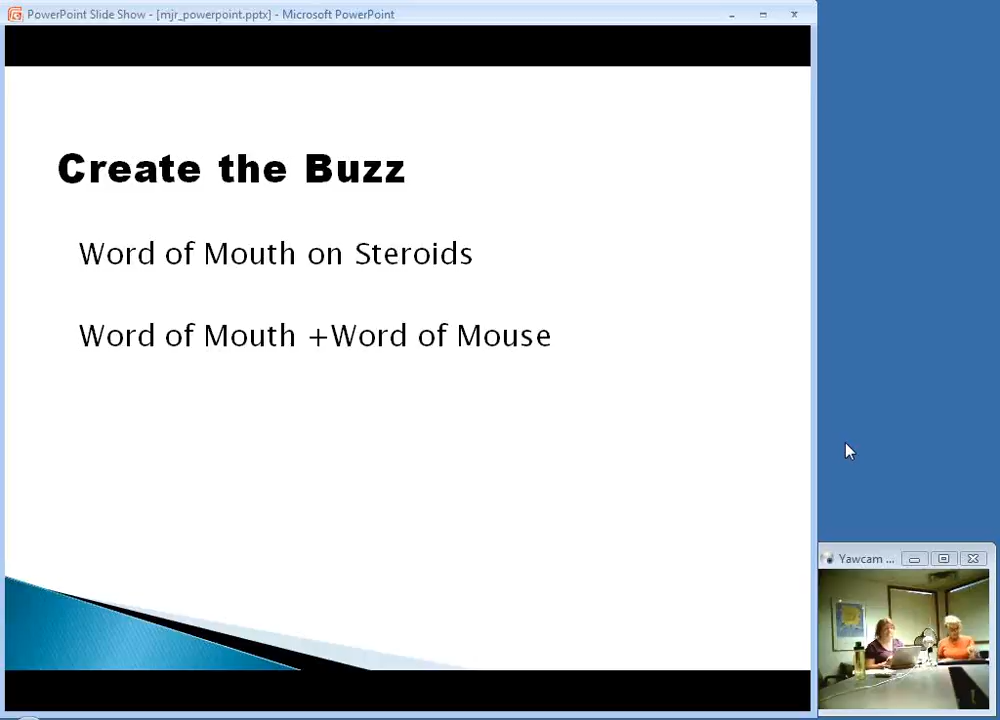 PowerPoint Slide Show - [mjr_powerpoint.pptx] - Microsoft PowerPoint
Create the Buzz
Word of Mouth on Steroids
Word of Mouth +Word of Mouse
Yawcam ...